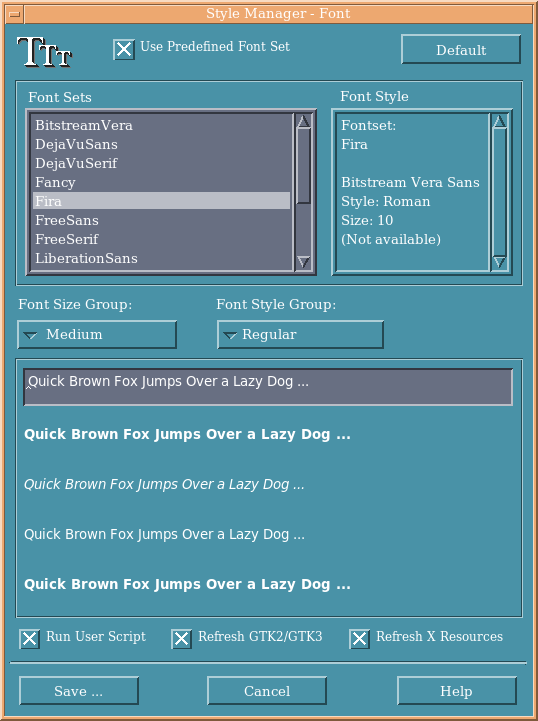 Style Manager - Font
TTT
Use Predefined Font Set
Default
Font Sets
BitstreamVera
DejaVuSans
DejaVuSerif
Fancy
Fira
FreeSans
FreeSerif
LiberationSans
Font Style
Fontset:
Fira
Bitstream Vera Sans
Style: Roman
Size: 10
(Not available)
Font Size Group:
Medium
Font Style Group:
Regular
Quick Brown Fox Jumps Over a Lazy Dog ...
Quick Brown Fox Jumps Over a Lazy Dog ...
Quick Brown Fox Jumps Over a Lazy Dog ...
Quick Brown Fox Jumps Over a Lazy Dog ...
Quick Brown Fox Jumps Over a Lazy Dog ...
Run User Script
Refresh GTK2/GTK3
Refresh X Resources
Save ...
Cancel
Help